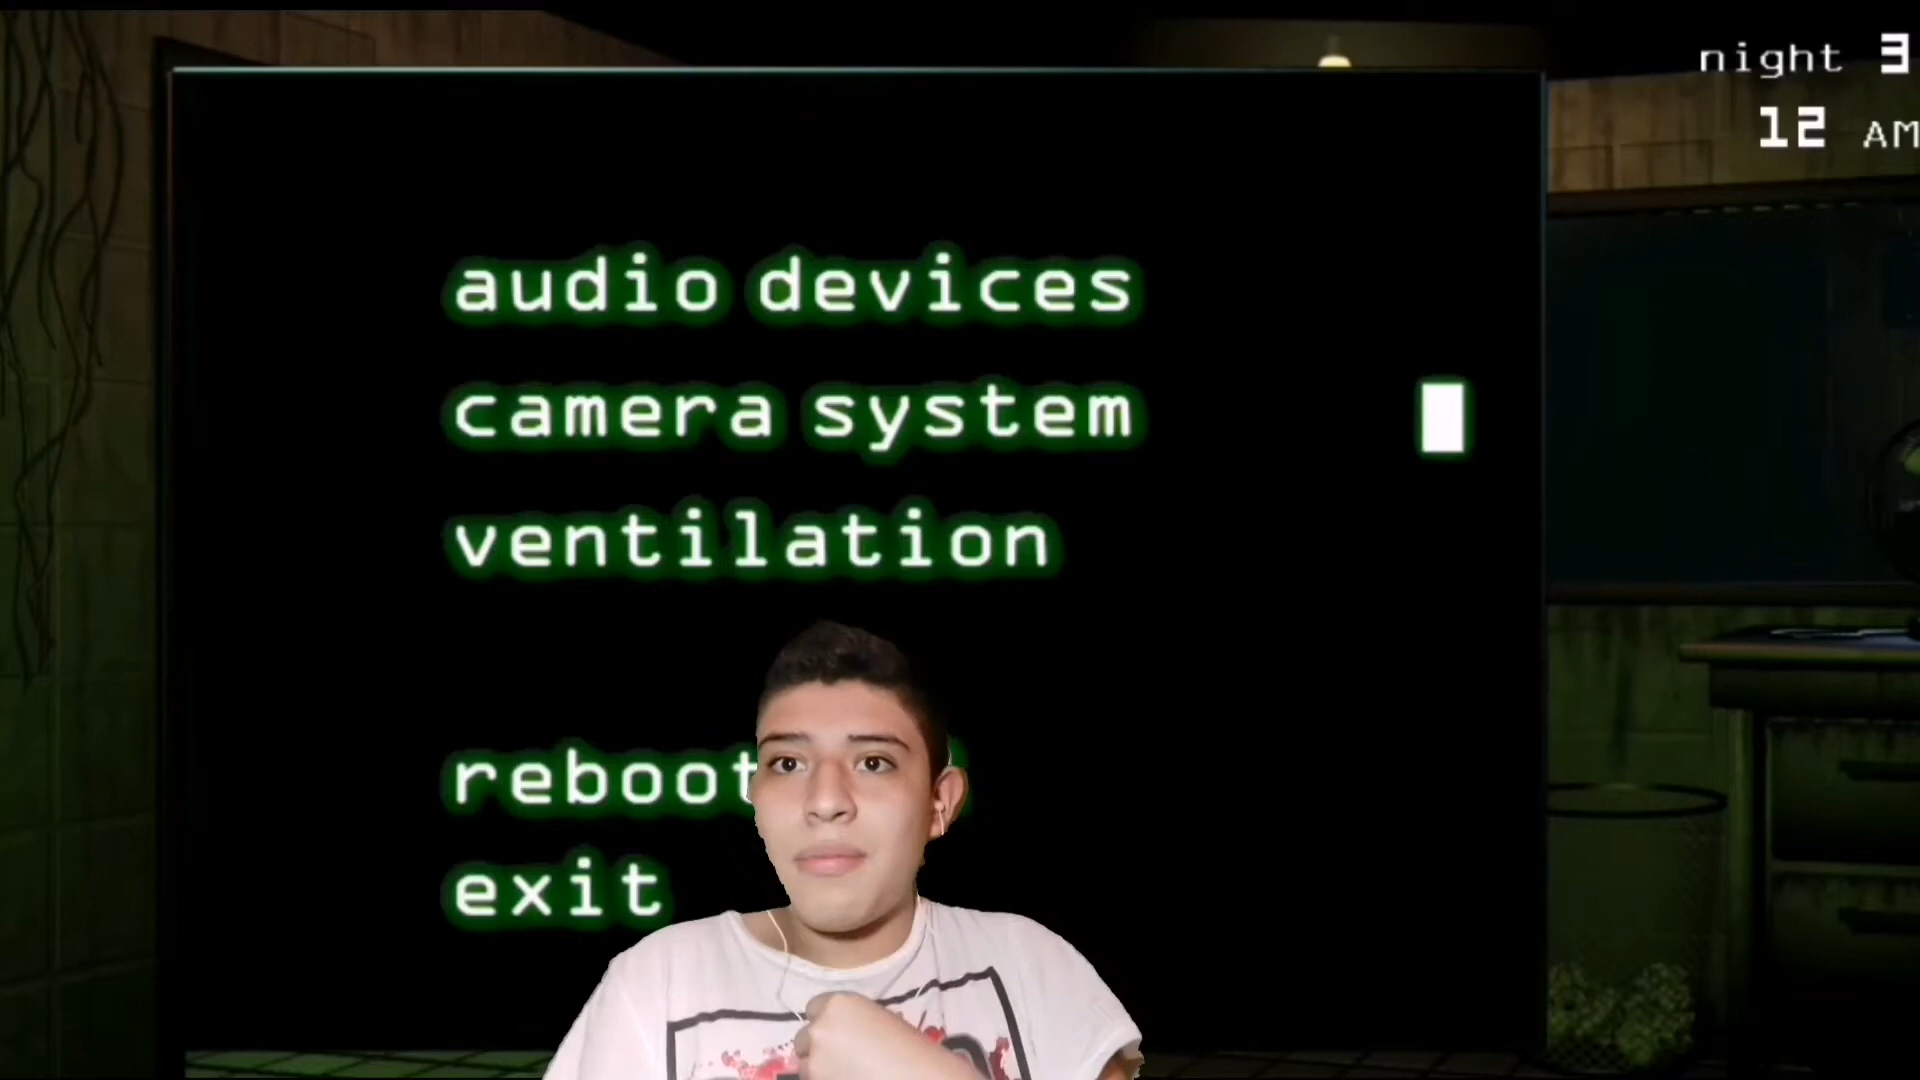 night 3
12 AM
audio devices
camera system
ventilation
reboot
exit